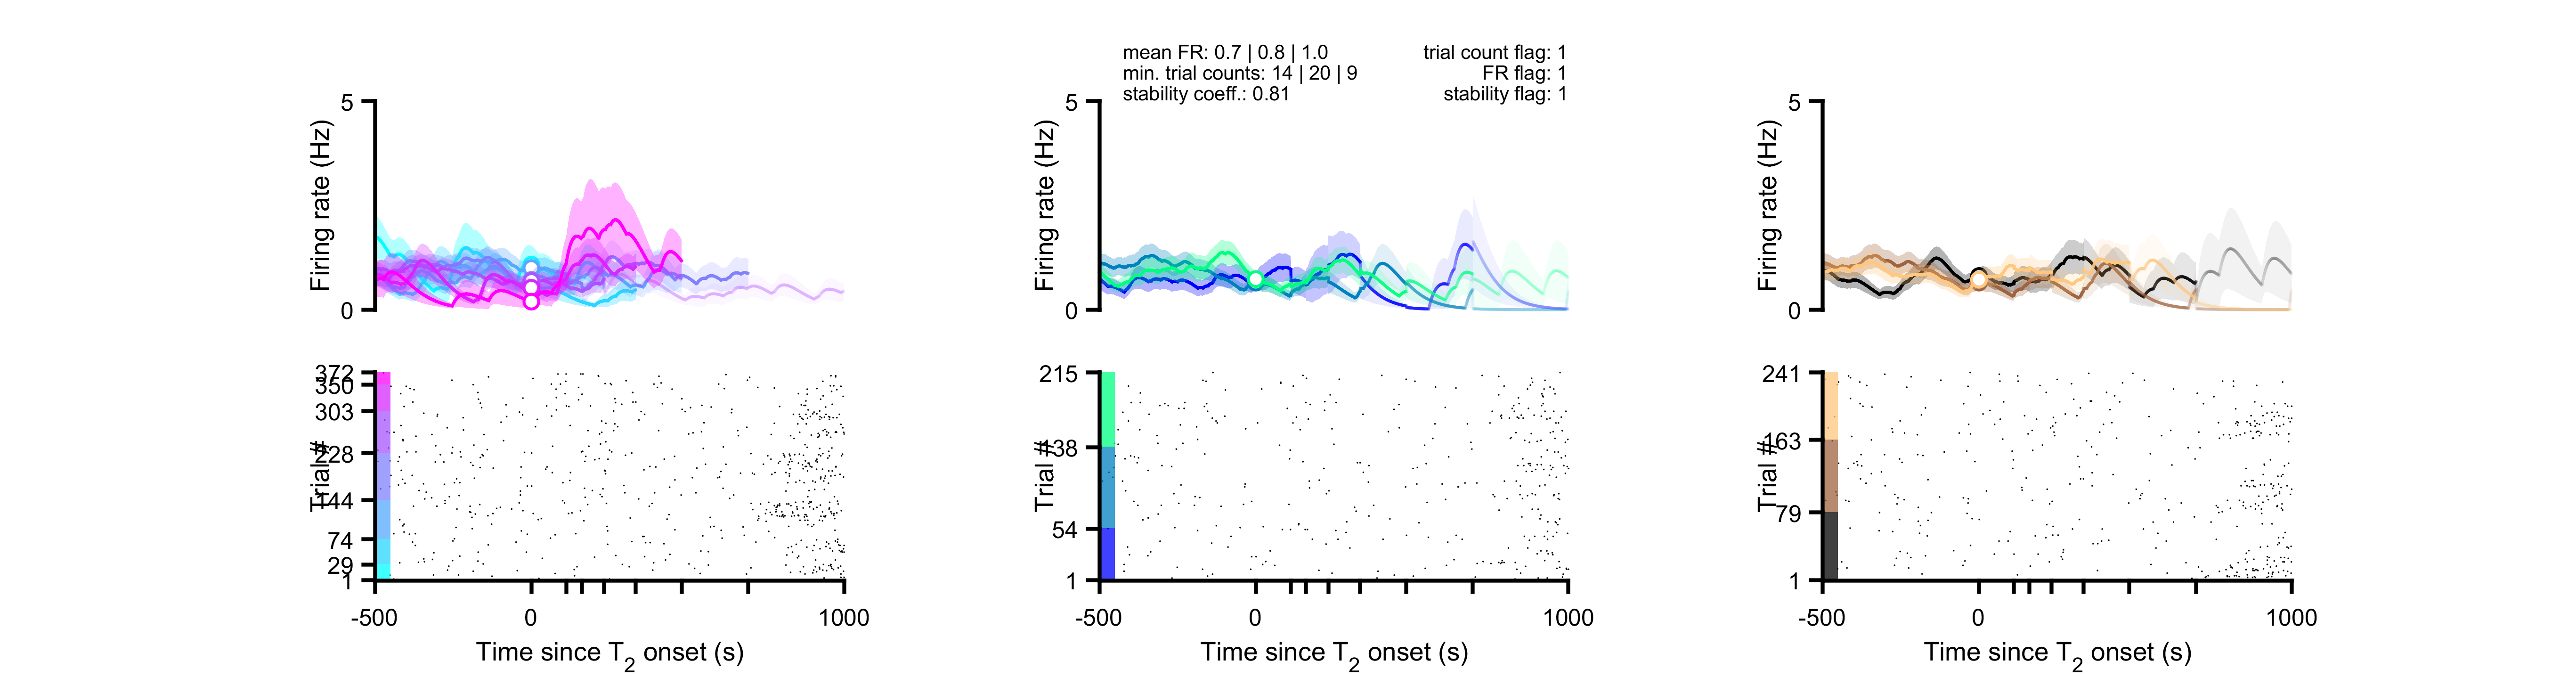 mean FR: 0.7 | 0.8 | 1.0
min. trial counts: 14 | 20 | 9
stability coeff.: 0.81
trial count flag: 1
FR flag: 1
stability flag: 1
5
Firing rate (Hz)
0
372
350
303
228
144
74
29
1
Trial #
-500
0
1000
Time since T2 onset (s)
5
Firing rate (Hz)
0
215
138
54
1
Trial #
-500
0
1000
Time since T2 onset (s)
5
Firing rate (Hz)
0
241
163
79
1
Trial #
-500
0
1000
Time since T2 onset (s)